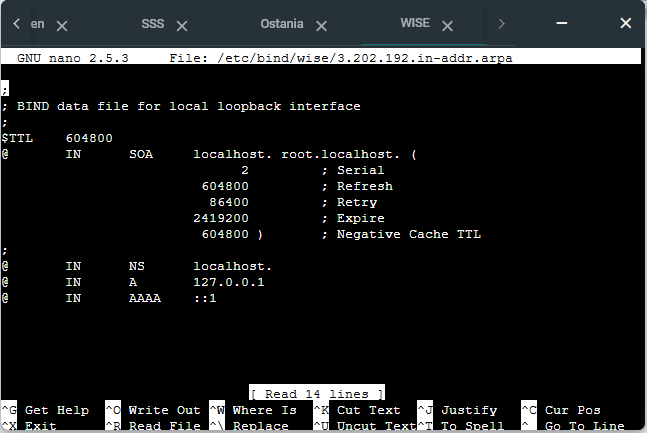 en SSS Ostania WISE
GNU nano 2.5.3 File: /etc/bind/wise/3.202.192.in-addr.arpa
;
; BIND data file for local loopback interface
;
$TTL 604800
@ IN SOA localhost. root.localhost. (
2 ; Serial
604800 ; Refresh
86400 ; Retry
2419200 ; Expire
604800 ) ; Negative Cache TTL
;
@ IN NS localhost.
@ IN A 127.0.0.1
@ IN AAAA ::1
[ Read 14 lines ]
^G Get Help ^O Write Out ^W Where Is ^K Cut Text ^J Justify ^C Cur Pos
^X Exit ^R Read File ^\ Replace ^U Uncut Text ^T To Spell ^_ Go To Line